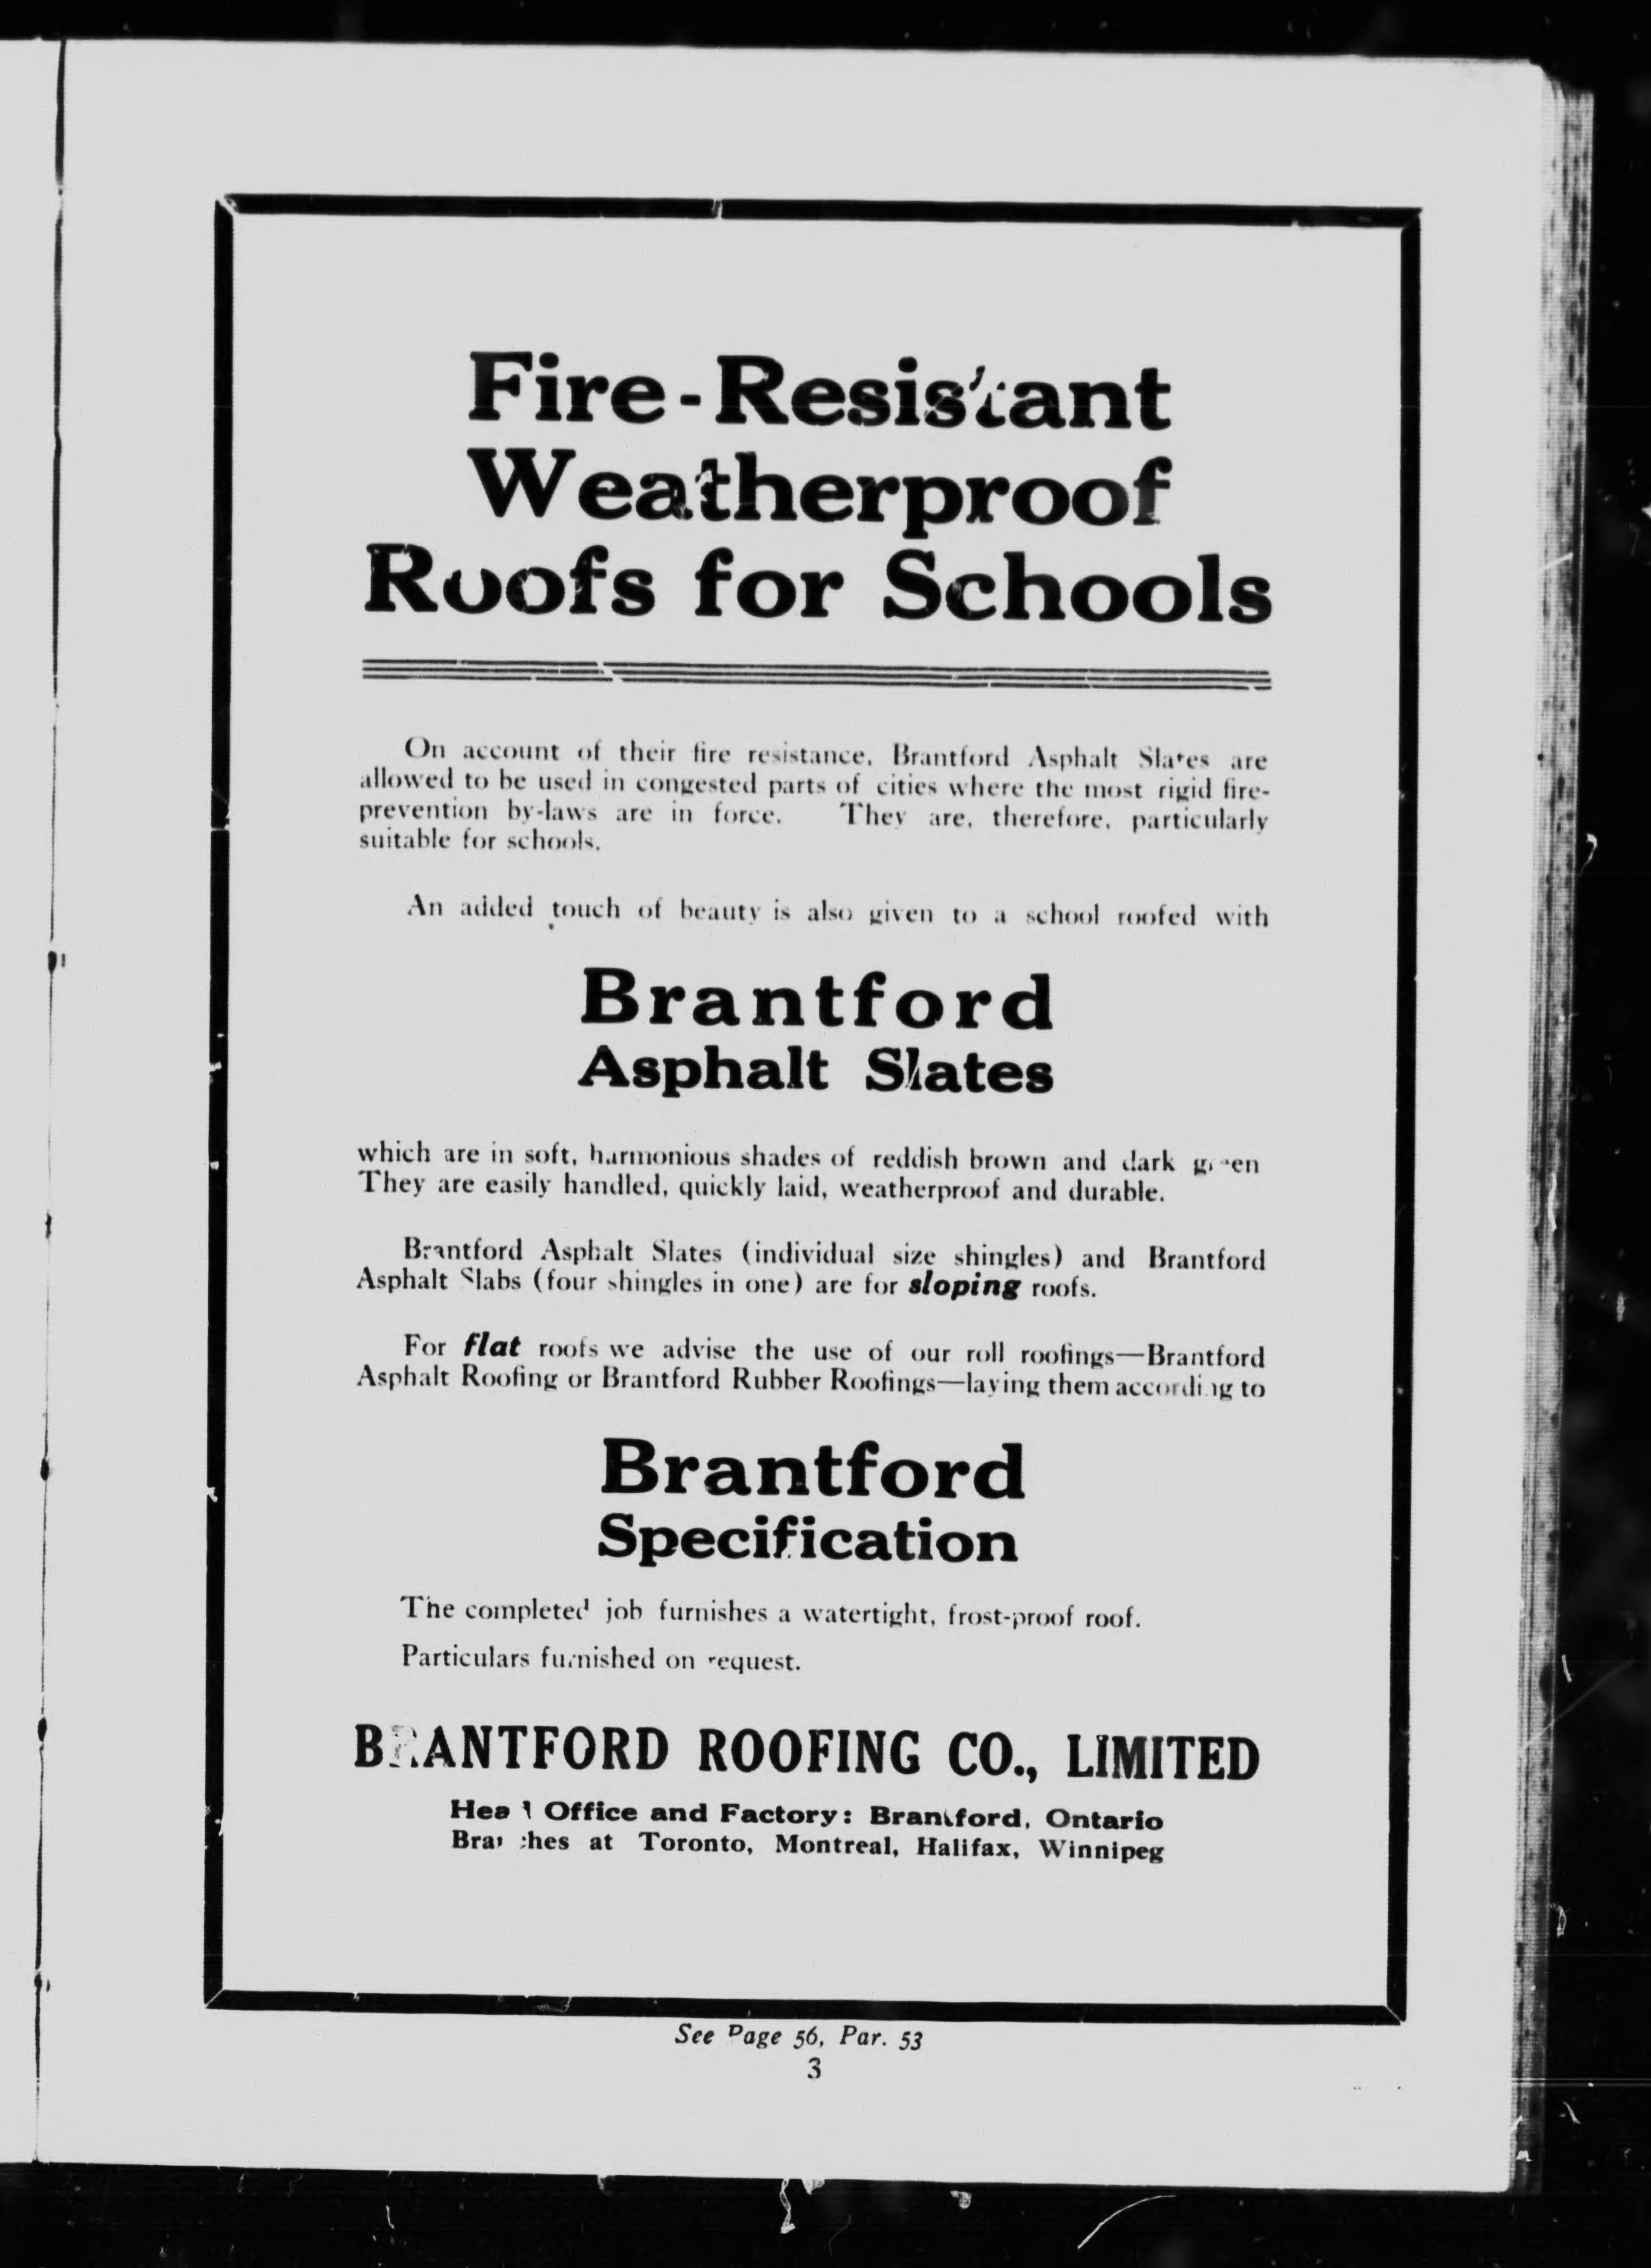 Fire-Resistant
Weatherproof
Roofs for Schools
On account of their fire resistance, Brantford Asphalt Slates are
allowed to be used in congested parts of cities where the most rigid fire-
prevention by-laws are in force. They are, therefore, particularly
suitable for schools.
An added touch of beauty is also given to a school roofed with
Brantford
Asphalt Slates
which are in soft, harmonious shades of reddish brown and dark green
They are easily handled, quickly laid, weatherproof and durable.
Brantford Asphalt Slates (individual size shingles) and Brantford
Asphalt Slabs (four shingles in one) are for sloping roofs.
For flat roofs we advise the use of our roll roofings—Brantford
Asphalt Roofing or Brantford Rubber Roofings—laying them according to
Brantford
Specification
The completed job furnishes a watertight, frost-proof roof.
Particulars furnished on request.
BRANTFORD ROOFING CO., LIMITED
Head Office and Factory: Brantford, Ontario
Branches at Toronto, Montreal, Halifax, Winnipeg
See Page 56, Par. 53
3